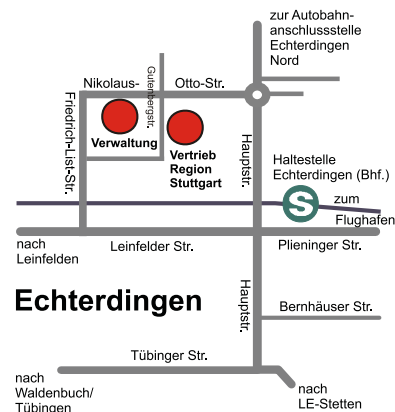 zur Autobahn-
anschlussstelle
Echterdingen
Nord
Nikolaus-
Otto-Str.
Gutenbergstr.
Friedrich-List-Str.
Verwaltung
Vertrieb
Region
Stuttgart
Hauptstr.
Haltestelle
Echterdingen (Bhf.)
S
zum
Flughafen
nach
Leinfelden
Leinfelder Str.
Plieninger Str.
Echterdingen
Hauptstr.
Bernhäuser Str.
Tübinger Str.
nach
Waldenbuch/
Tübingen
nach
LE-Stetten